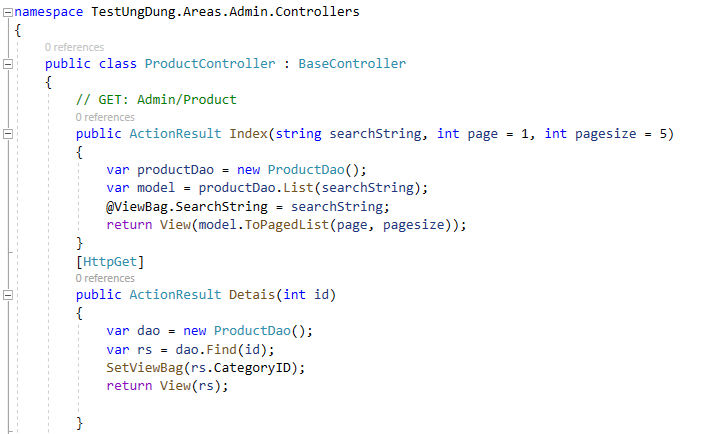 namespace TestUngDung.Areas.Admin.Controllers
{
0 references
public class ProductController : BaseController
{
// GET: Admin/Product
0 references
public ActionResult Index(string searchString, int page = 1, int pagesize = 5)
{
var productDao = new ProductDao();
var model = productDao.List(searchString);
@ViewBag.SearchString = searchString;
return View(model.ToPagedList(page, pagesize));
}
[HttpGet]
0 references
public ActionResult Detais(int id)
{
var dao = new ProductDao();
var rs = dao.Find(id);
SetViewBag(rs.CategoryID);
return View(rs);
}